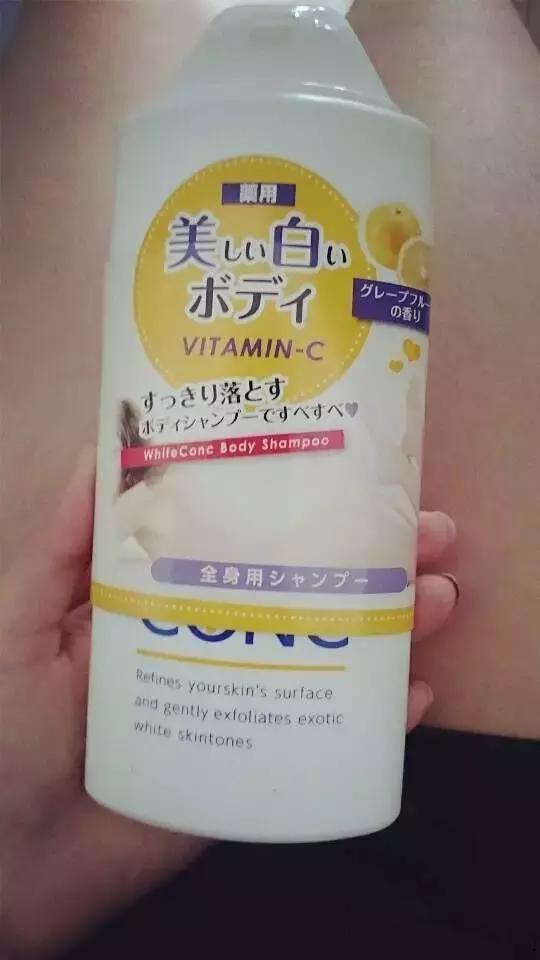 薬用
美しい白い
ボディ
VITAMIN-C
グレープフルー
の香り
すっきり落とす
ボディシャンプーですべすべ♥
WhiteConc Body Shampoo
全身用シャンプー
CONC
Refines yourskin's surface
and gently exfoliates exotic
white skintones